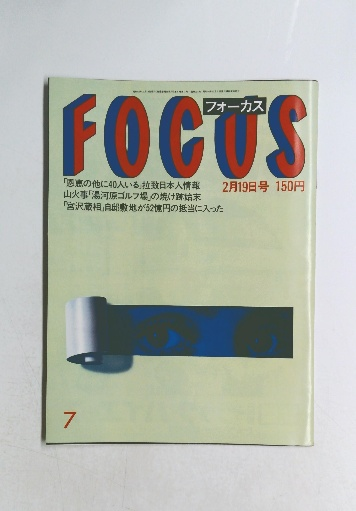 FOCUS
フォーカス
「恩恵の他に40人いる」拉致日本人情報
2月19日号 150円
山火事「湯河原ゴルフ場」の焼け跡始末
「宮沢蔵相」自邸敷地が52億円の抵当に入った
7